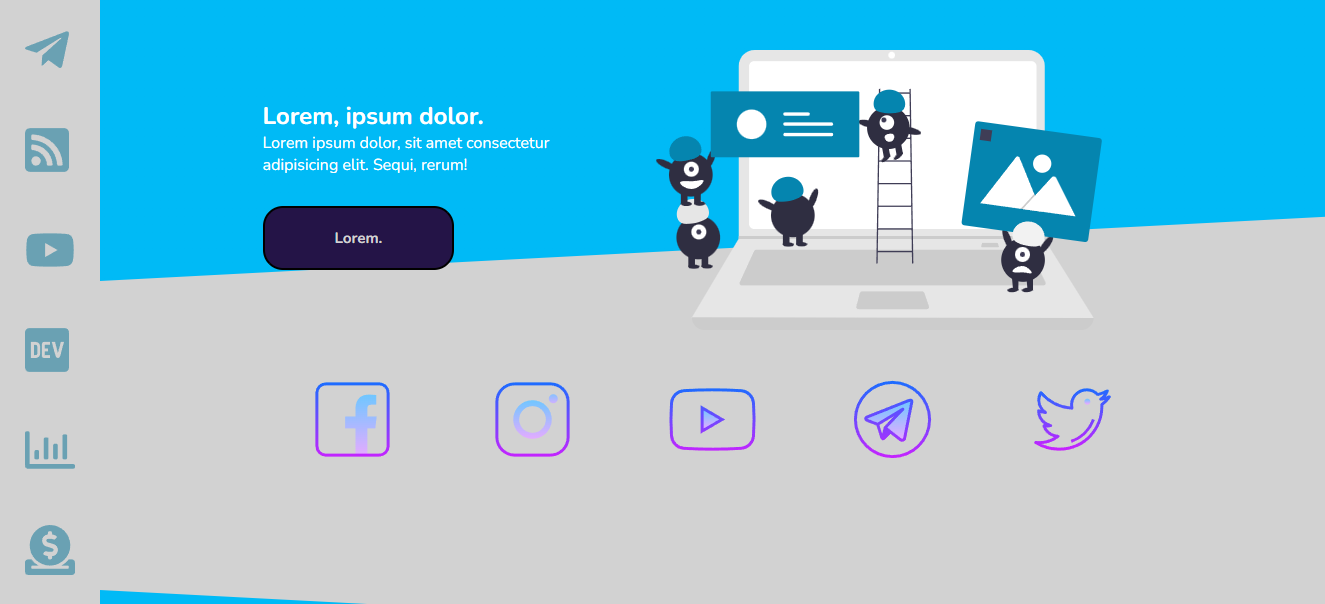 Lorem, ipsum dolor.
Lorem ipsum dolor, sit amet consectetur
adipisicing elit. Sequi, rerum!
Lorem.
DEV